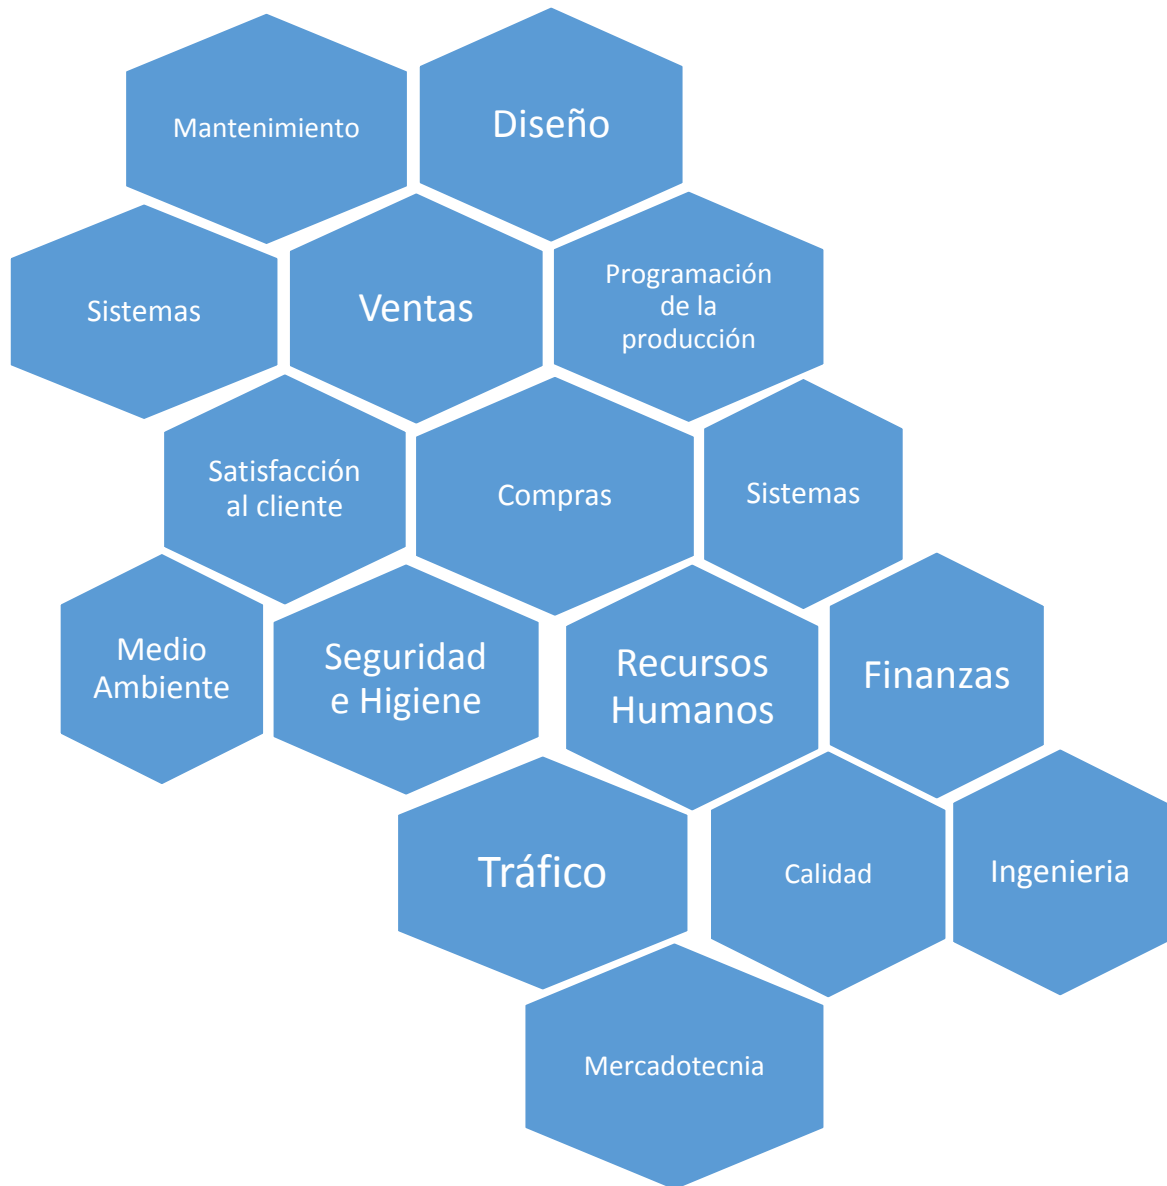 Mantenimiento
Diseño
Sistemas
Ventas
Programación
de la
producción
Satisfacción
al cliente
Compras
Sistemas
Medio
Ambiente
Seguridad
e Higiene
Recursos
Humanos
Finanzas
Tráfico
Calidad
Ingenieria
Mercadotecnia